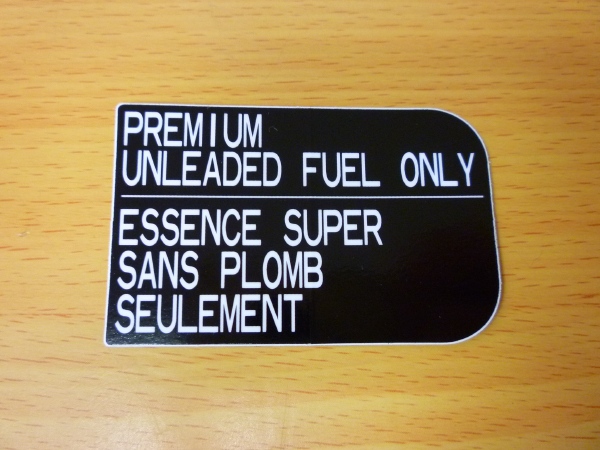 PREMIUM
UNLEADED FUEL ONLY
ESSENCE SUPER
SANS PLOMB
SEULEMENT